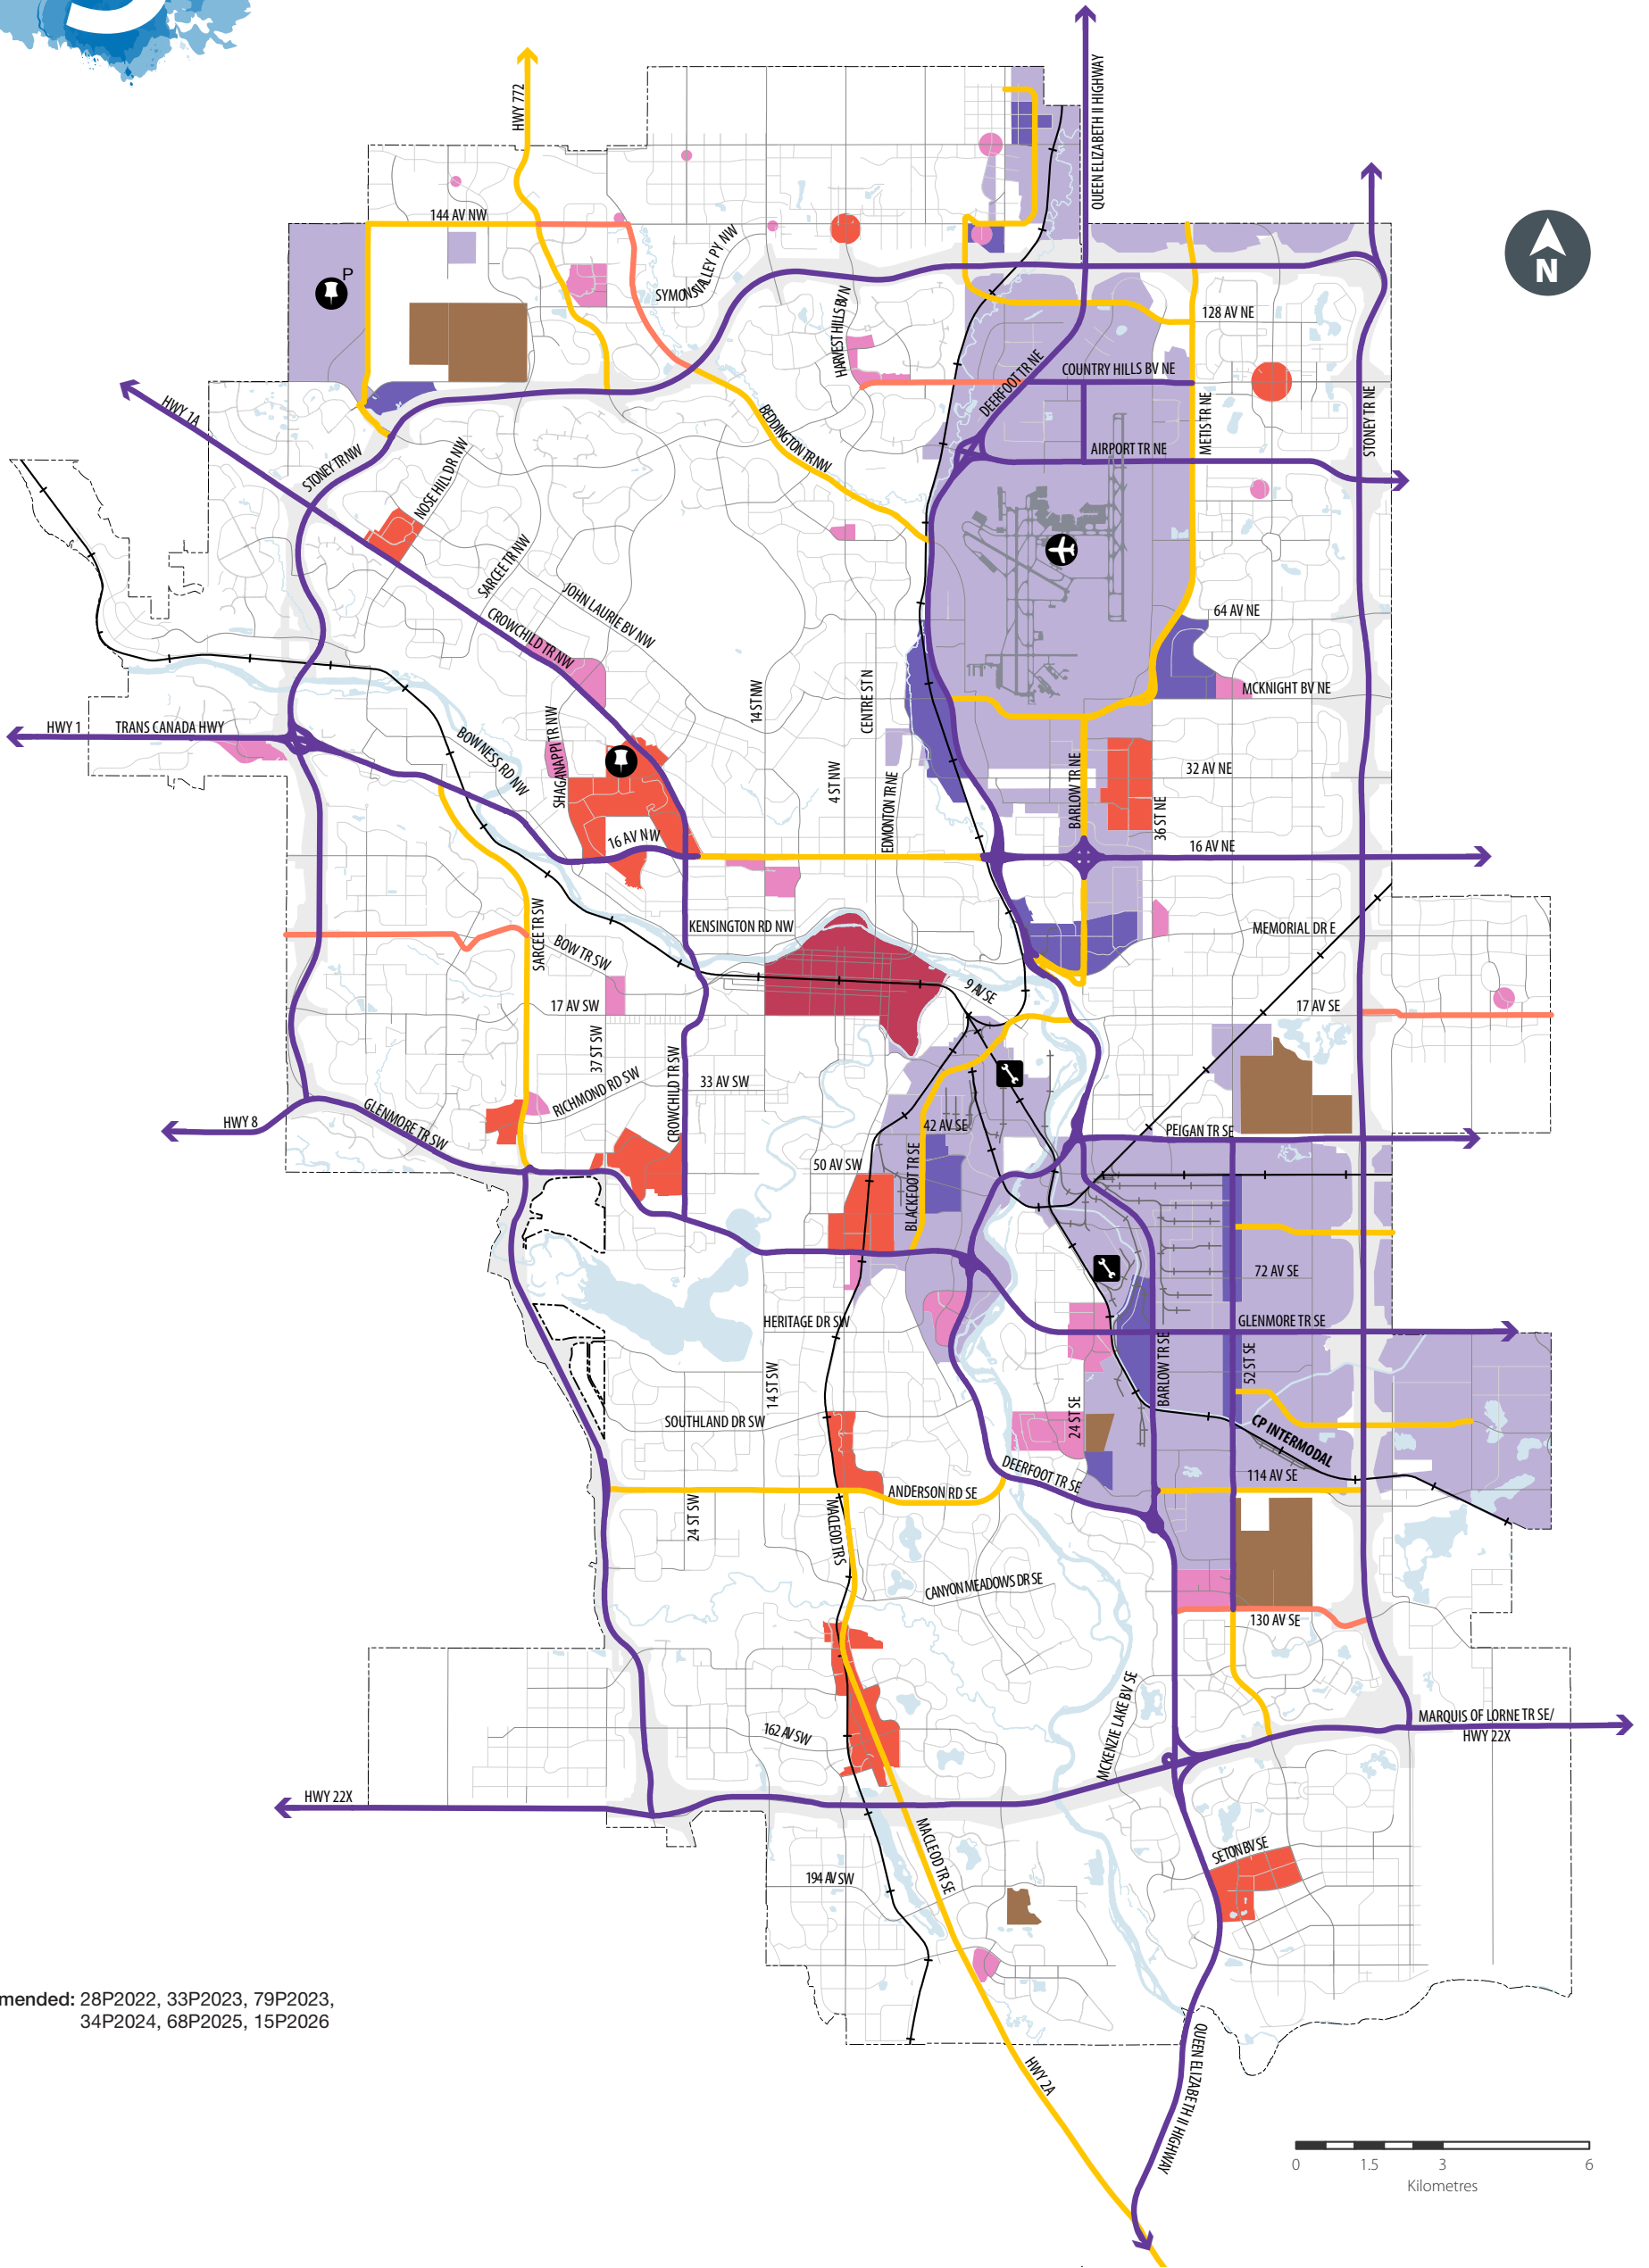 QUEEN ELIZABETH II HIGHWAY
HWY 772
144 AV NW
P
SYMONS VALLEY PY NW
N
HARVEST HILLS BV N
128 AV NE
COUNTRY HILLS BV NE
DEERFOOT TR NE
METIS TR NE
STONEY TR NE
HWY 1A
BEDDINGTON TR NW
AIRPORT TR NE
STONEY TR NW
NOSE HILL DR NW
SARCEE TR NW
JOHN LAURIE BV NW
64 AV NE
CROWCHILD TR NW
MCKNIGHT BV NE
14 ST NW
CENTRE ST N
HWY 1
TRANS CANADA HWY
BOWNESS RD NW
SHAGANAPPI TR NW
32 AV NE
4 ST NW
EDMONTON TR NE
BARLOW TR NE
36 ST NE
16 AV NW
16 AV NE
KENSINGTON RD NW
MEMORIAL DR E
SARCEE TR SW
BOW TR SW
9 AV SE
17 AV SW
17 AV SE
37 ST SW
CROWCHILD TR SW
33 AV SW
RICHMOND RD SW
HWY 8
GLENMORE TR SW
42 AV SE
PEIGAN TR SE
50 AV SW
BLACKFOOT TR SE
72 AV SE
HERITAGE DR SW
GLENMORE TR SE
14 ST SW
BARLOW TR SE
52 ST SE
24 ST SE
SOUTHLAND DR SW
CP INTERMODAL
DEERFOOT TR SE
114 AV SE
ANDERSON RD SE
24 ST SW
MACLEOD TR S
CANYON MEADOWS DR SE
130 AV SE
MCKENZIE LAKE BV SE
162 AV SW
MARQUIS OF LORNE TR SE/
HWY 22X
HWY 22X
MACLEOD TR SE
SETON BV SE
194 AV SW
mended: 28P2022, 33P2023, 79P2023,
34P2024, 68P2025, 15P2026
HWY 2A
QUEEN ELIZABETH II HIGHWAY
0 1.5 3 6
Kilometres